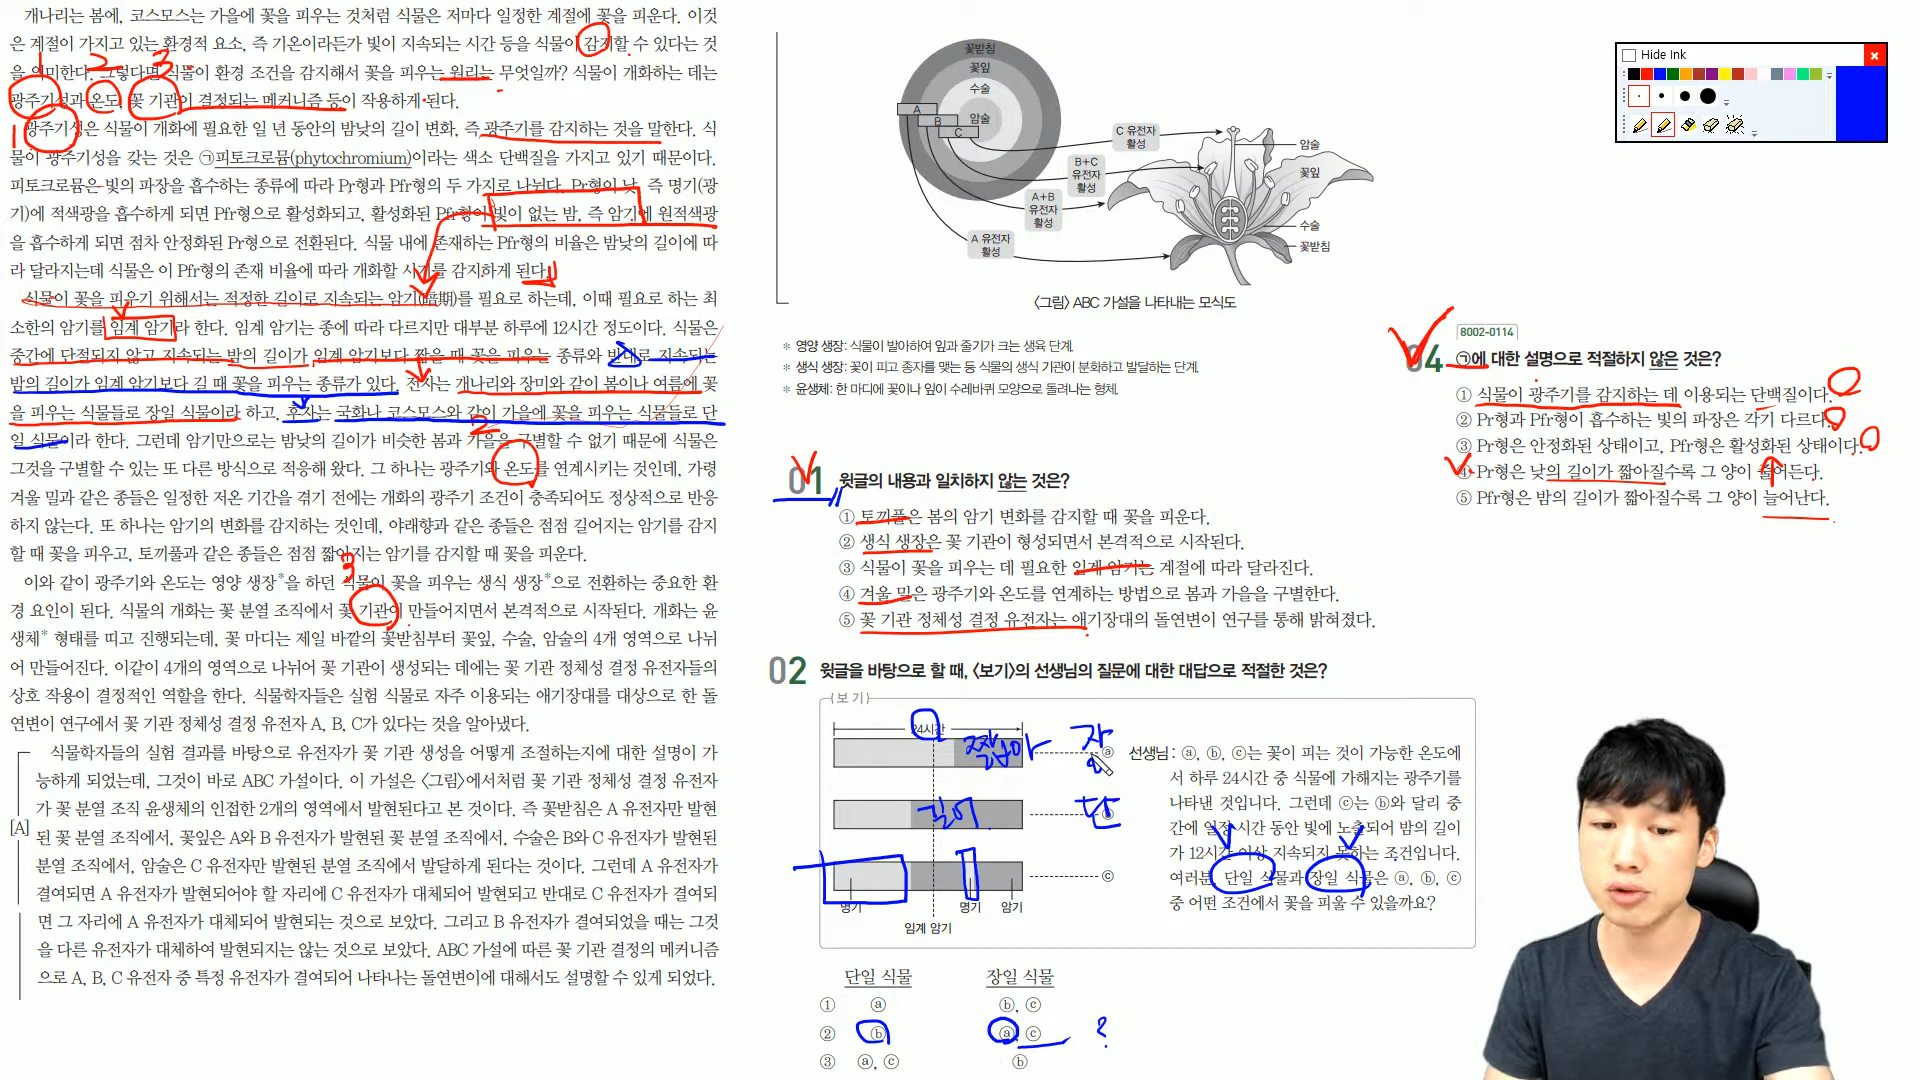 개나리는 봄에, 코스모스는 가을에 꽃을 피우는 것처럼 식물은 저마다 일정한 계절에 꽃을 피운다. 이것
은 계절이 가지고 있는 환경적 요소, 즉 기온이라든가 빛이 지속되는 시간 등을 식물이 감지할 수 있다는 것
을 의미한다. 그렇다면 식물이 환경 조건을 감지해서 꽃을 피우는 원리는 무엇일까? 식물이 개화하는 데는
광주기성과 온도, 꽃 기관이 결정되는 메커니즘 등이 작용하게 된다.
광주기성은 식물이 개화에 필요한 일 년 동안의 밤낮의 길이 변화, 즉 광주기를 감지하는 것을 말한다. 식
물이 광주기성을 갖는 것은 ㉠피토크로뮴(phytochromium)이라는 색소 단백질을 가지고 있기 때문이다.
피토크로뮴은 빛의 파장을 흡수하는 종류에 따라 Pr형과 Pfr형의 두 가지로 나뉜다. Pr형이 낮, 즉 명기(광
기)에 적색광을 흡수하게 되면 Pfr형으로 활성화되고, 활성화된 Pfr형이 빛이 없는 밤, 즉 암기에 원적색광
을 흡수하게 되면 점차 안정화된 Pr형으로 전환된다. 식물 내에 존재하는 Pfr형의 비율은 밤낮의 길이에 따
라 달라지는데 식물은 이 Pfr형의 존재 비율에 따라 개화할 시기를 감지하게 된다.
식물이 꽃을 피우기 위해서는 적정한 길이로 지속되는 암기(暗期)를 필요로 하는데, 이때 필요로 하는 최
소한의 암기를 임계 암기라 한다. 임계 암기는 종에 따라 다르지만 대부분 하루에 12시간 정도이다. 식물은
중간에 단절되지 않고 지속되는 밤의 길이가 임계 암기보다 짧을 때 꽃을 피우는 종류와 반대로 지속되는
밤의 길이가 임계 암기보다 길 때 꽃을 피우는 종류가 있다. 전자는 개나리와 장미와 같이 봄이나 여름에 꽃
을 피우는 식물들로 장일 식물이라 하고, 후자는 국화나 코스모스와 같이 가을에 꽃을 피우는 식물들로 단
일 식물이라 한다. 그런데 암기만으로는 밤낮의 길이가 비슷한 봄과 가을을 구별할 수 없기 때문에 식물은
그것을 구별할 수 있는 또 다른 방식으로 적응해 왔다. 그 하나는 광주기와 온도를 연계시키는 것인데, 가령
겨울 밀과 같은 종들은 일정한 저온 기간을 겪기 전에는 개화의 광주기 조건이 충족되어도 정상적으로 반응
하지 않는다. 또 하나는 암기의 변화를 감지하는 것인데, 야래향과 같은 종들은 점점 길어지는 암기를 감지
할 때 꽃을 피우고, 토끼풀과 같은 종들은 점점 짧아지는 암기를 감지할 때 꽃을 피운다.
이와 같이 광주기와 온도는 영양 생장*을 하던 식물이 꽃을 피우는 생식 생장*으로 전환하는 중요한 환
경 요인이 된다. 식물의 개화는 꽃 분열 조직에서 꽃 기관이 만들어지면서 본격적으로 시작된다. 개화는 윤
생체* 형태를 띠고 진행되는데, 꽃 마디는 제일 바깥의 꽃받침부터 꽃잎, 수술, 암술의 4개 영역으로 나뉘
어 만들어진다. 이같이 4개의 영역으로 나뉘어 꽃 기관이 생성되는 데에는 꽃 기관 정체성 결정 유전자들의
상호 작용이 결정적인 역할을 한다. 식물학자들은 실험 식물로 자주 이용되는 애기장대를 대상으로 한 돌
연변이 연구에서 꽃 기관 정체성 결정 유전자 A, B, C가 있다는 것을 알아냈다.
식물학자들의 실험 결과를 바탕으로 유전자가 꽃 기관 생성을 어떻게 조절하는지에 대한 설명이 가
능하게 되었는데, 그것이 바로 ABC 가설이다. 이 가설은 <그림>에서처럼 꽃 기관 정체성 결정 유전자
가 꽃 분열 조직 윤생체의 인접한 2개의 영역에서 발현된다고 본 것이다. 즉 꽃받침은 A 유전자만 발현
[A] 된 꽃 분열 조직에서, 꽃잎은 A와 B 유전자가 발현된 꽃 분열 조직에서, 수술은 B와 C 유전자가 발현된
분열 조직에서, 암술은 C 유전자만 발현된 분열 조직에서 발달하게 된다는 것이다. 그런데 A 유전자가
결여되면 A 유전자가 발현되어야 할 자리에 C 유전자가 대체되어 발현되고 반대로 C 유전자가 결여되
면 그 자리에 A 유전자가 대체되어 발현되는 것으로 보았다. 그리고 B 유전자가 결여되었을 때는 그것
을 다른 유전자가 대체하여 발현되지는 않는 것으로 보았다. ABC 가설에 따른 꽃 기관 결정의 메커니즘
으로 A, B, C 유전자 중 특정 유전자가 결여되어 나타나는 돌연변이에 대해서도 설명할 수 있게 되었다.
1 2 3
1
2
3
꽃받침
꽃잎
수술
암술
A
B
C
C 유전자
활성
B+C
유전자
활성
A+B
유전자
활성
A 유전자
활성
암술
꽃잎
수술
꽃받침
<그림> ABC 가설을 나타내는 모식도
* 영양 생장: 식물이 발아하여 잎과 줄기가 크는 생육 단계.
* 생식 생장: 꽃이 피고 종자를 맺는 등 식물의 생식 기관이 분화하고 발달하는 단계.
* 윤생체: 한 마디에 꽃이나 잎이 수레바퀴 모양으로 돌려나는 형체.
01 윗글의 내용과 일치하지 않는 것은?
① 토끼풀은 봄의 암기 변화를 감지할 때 꽃을 피운다.
② 생식 생장은 꽃 기관이 형성되면서 본격적으로 시작된다.
③ 식물이 꽃을 피우는 데 필요한 임계 암기는 계절에 따라 달라진다.
④ 겨울 밀은 광주기와 온도를 연계하는 방법으로 봄과 가을을 구별한다.
⑤ 꽃 기관 정체성 결정 유전자는 애기장대의 돌연변이 연구를 통해 밝혀졌다.
02 윗글을 바탕으로 할 때, <보기>의 선생님의 질문에 대한 대답으로 적절한 것은?
(보기)
24시간
짧아
장
ⓐ
길어
단
ⓒ
명기
명기
암기
임계 암기
선생님: ⓐ, ⓑ, ⓒ는 꽃이 피는 것이 가능한 온도에
서 하루 24시간 중 식물에 가해지는 광주기를
나타낸 것입니다. 그런데 ⓒ는 ⓑ와 달리 중
간에 일정 시간 동안 빛에 노출되어 밤의 길이
가 12시간 이상 지속되지 못하는 조건입니다.
여러분, 단일 식물과 장일 식물은 ⓐ, ⓑ, ⓒ
중 어떤 조건에서 꽃을 피울 수 있을까요?
단일 식물 장일 식물
① ⓐ ⓑ, ⓒ
② ⓑ ⓐ, ⓒ ?
③ ⓐ, ⓒ ⓑ
8002-0114
04 ㉠에 대한 설명으로 적절하지 않은 것은?
① 식물이 광주기를 감지하는 데 이용되는 단백질이다.
② Pr형과 Pfr형이 흡수하는 빛의 파장은 각기 다르다.
③ Pr형은 안정화된 상태이고, Pfr형은 활성화된 상태이다.
④ Pr형은 낮의 길이가 짧아질수록 그 양이 줄어든다.
⑤ Pfr형은 밤의 길이가 짧아질수록 그 양이 늘어난다.
Hide Ink